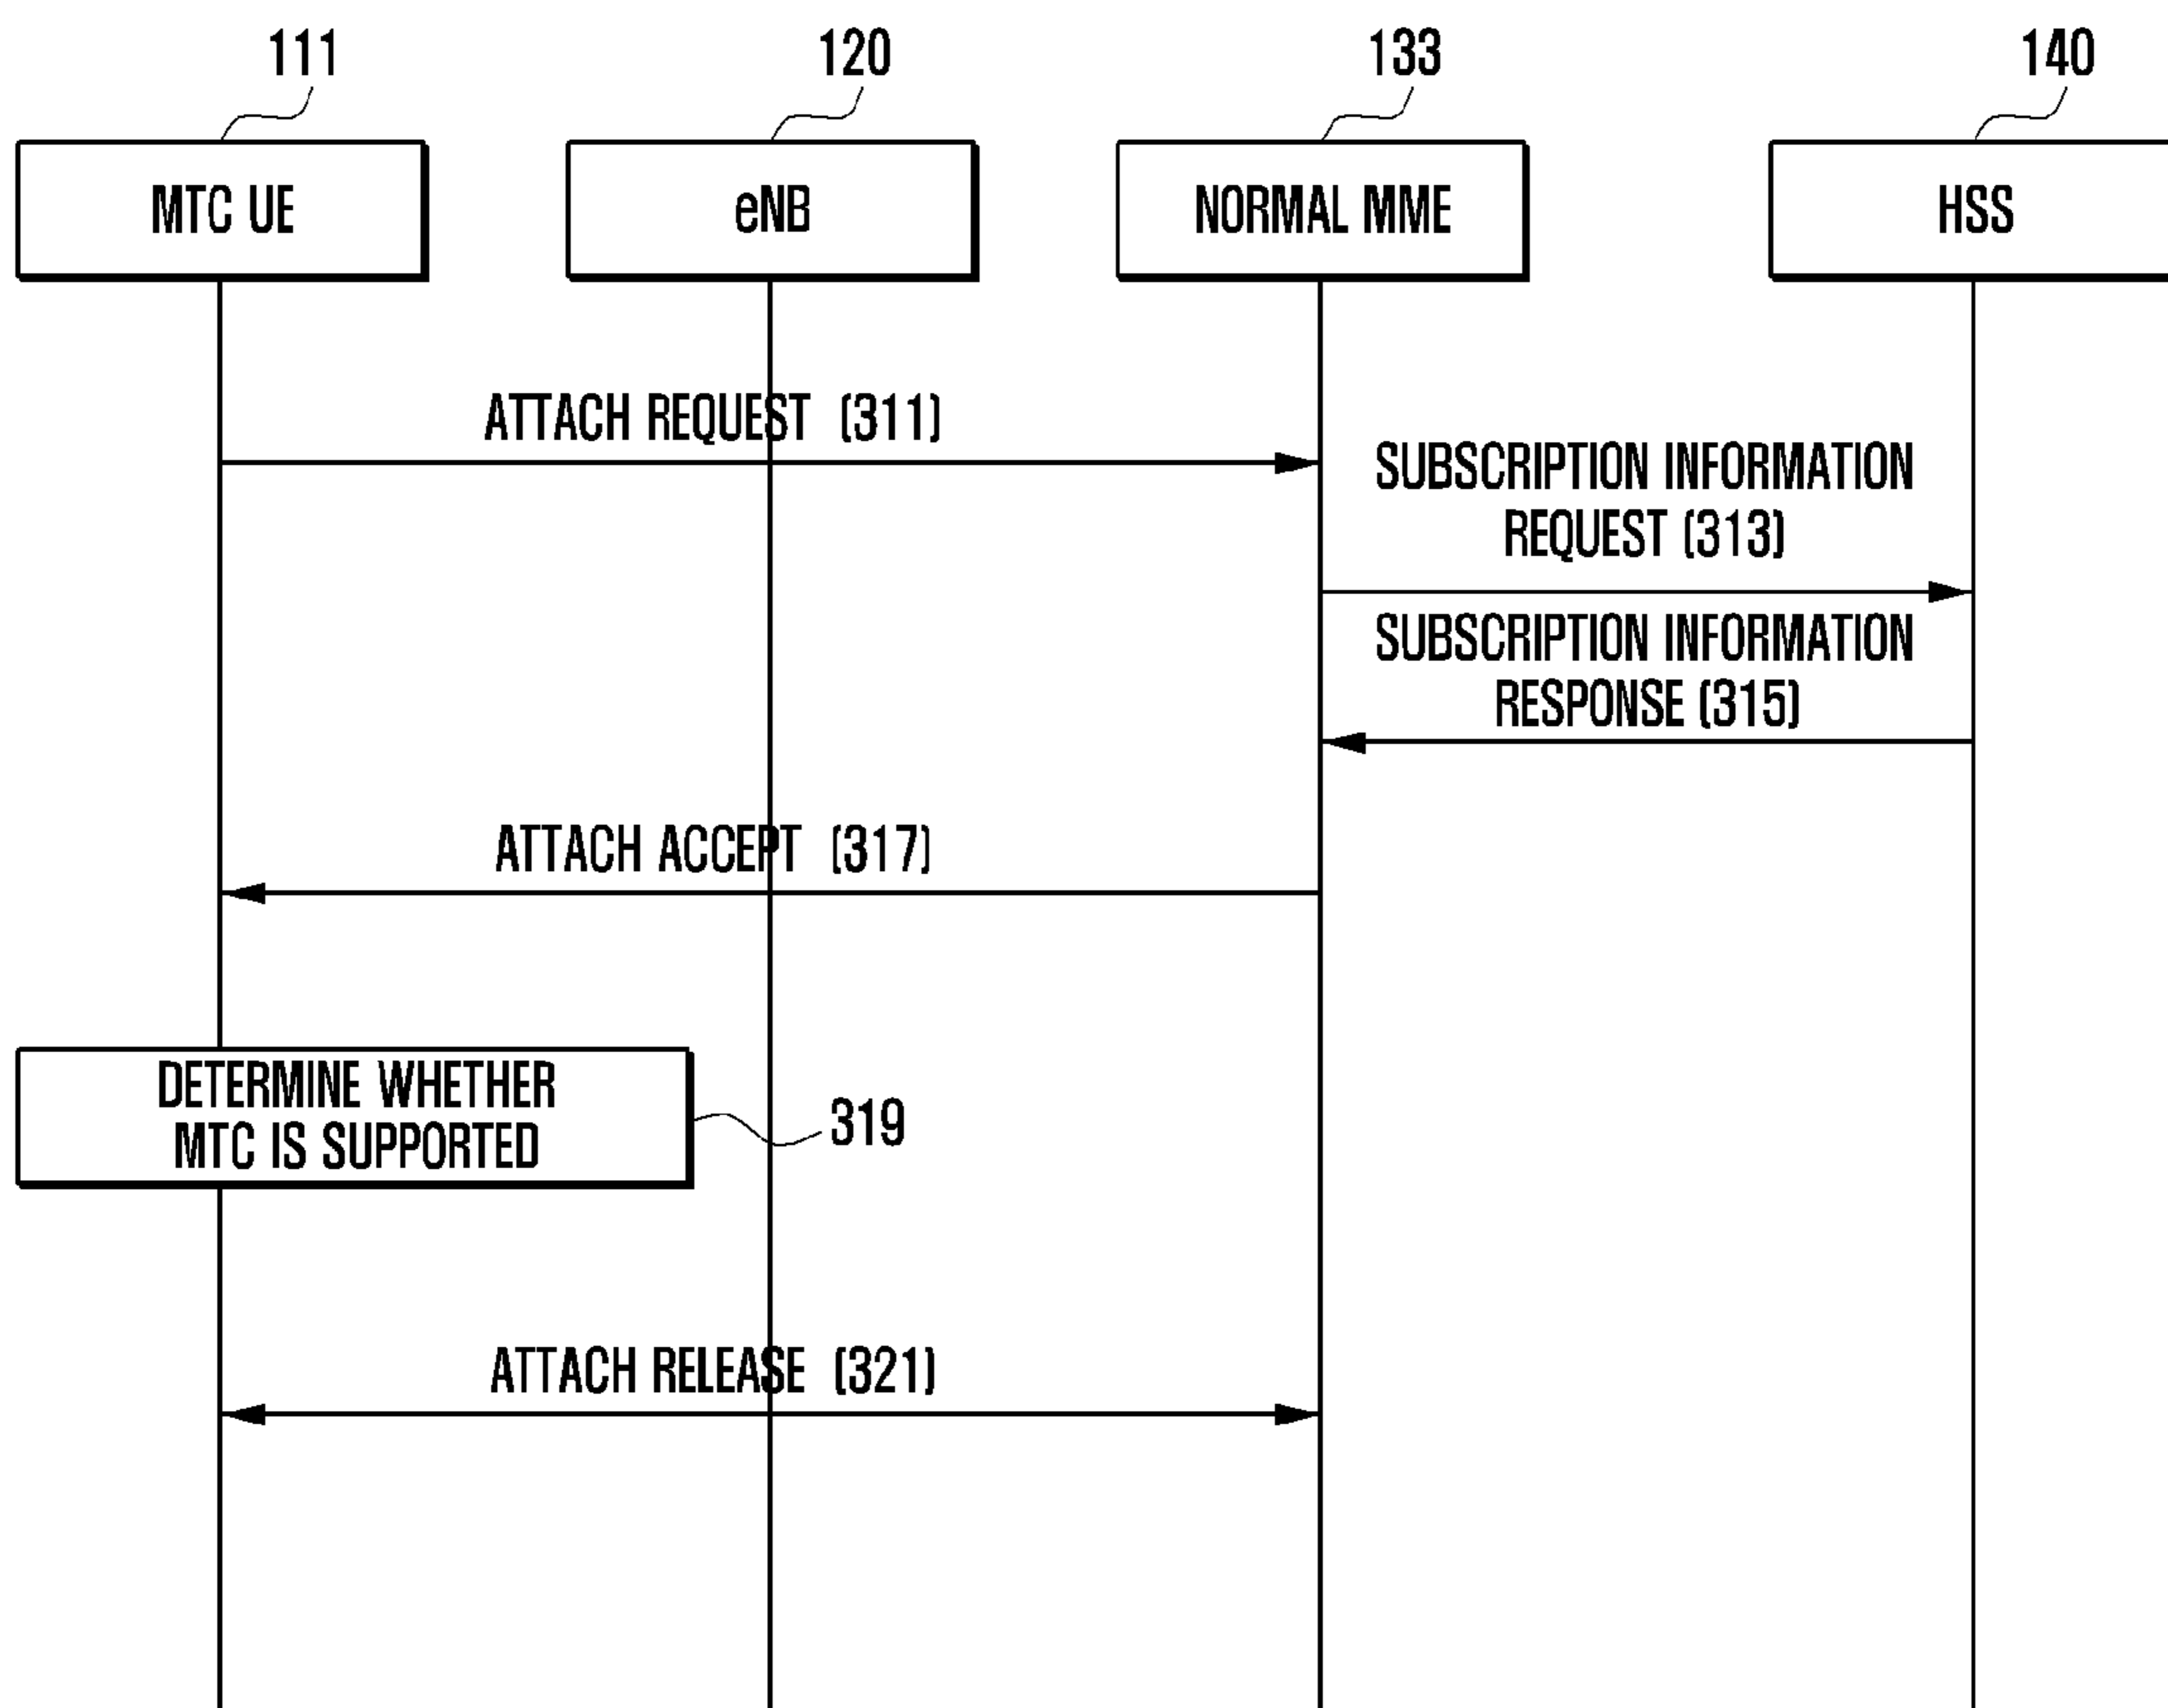 111
120
133
140
MTC UE
eNB
NORMAL MME
HSS
ATTACH REQUEST (311)
SUBSCRIPTION INFORMATION
REQUEST (313)
SUBSCRIPTION INFORMATION
RESPONSE (315)
ATTACH ACCEPT (317)
DETERMINE WHETHER
MTC IS SUPPORTED
319
ATTACH RELEASE (321)